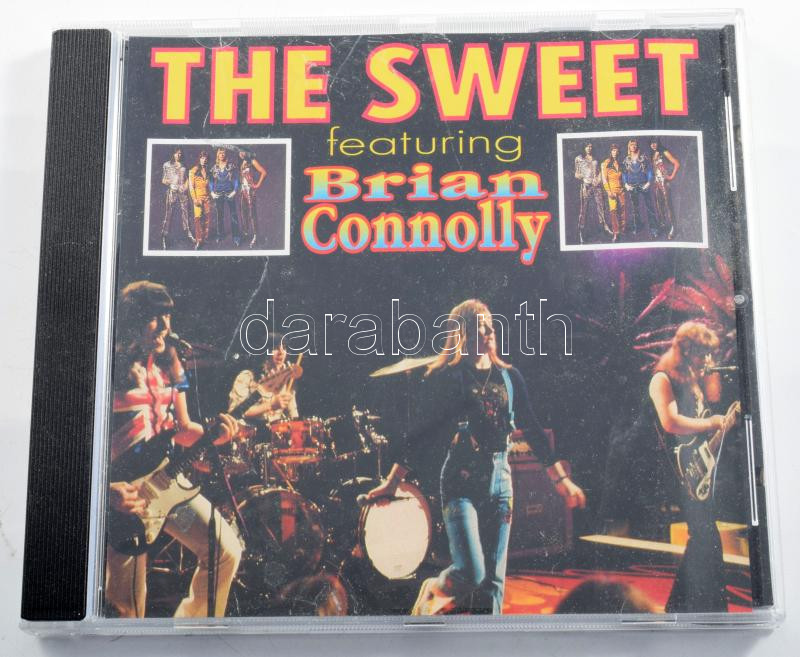 THE SWEET
featuring
Brian
Connolly
darabanth